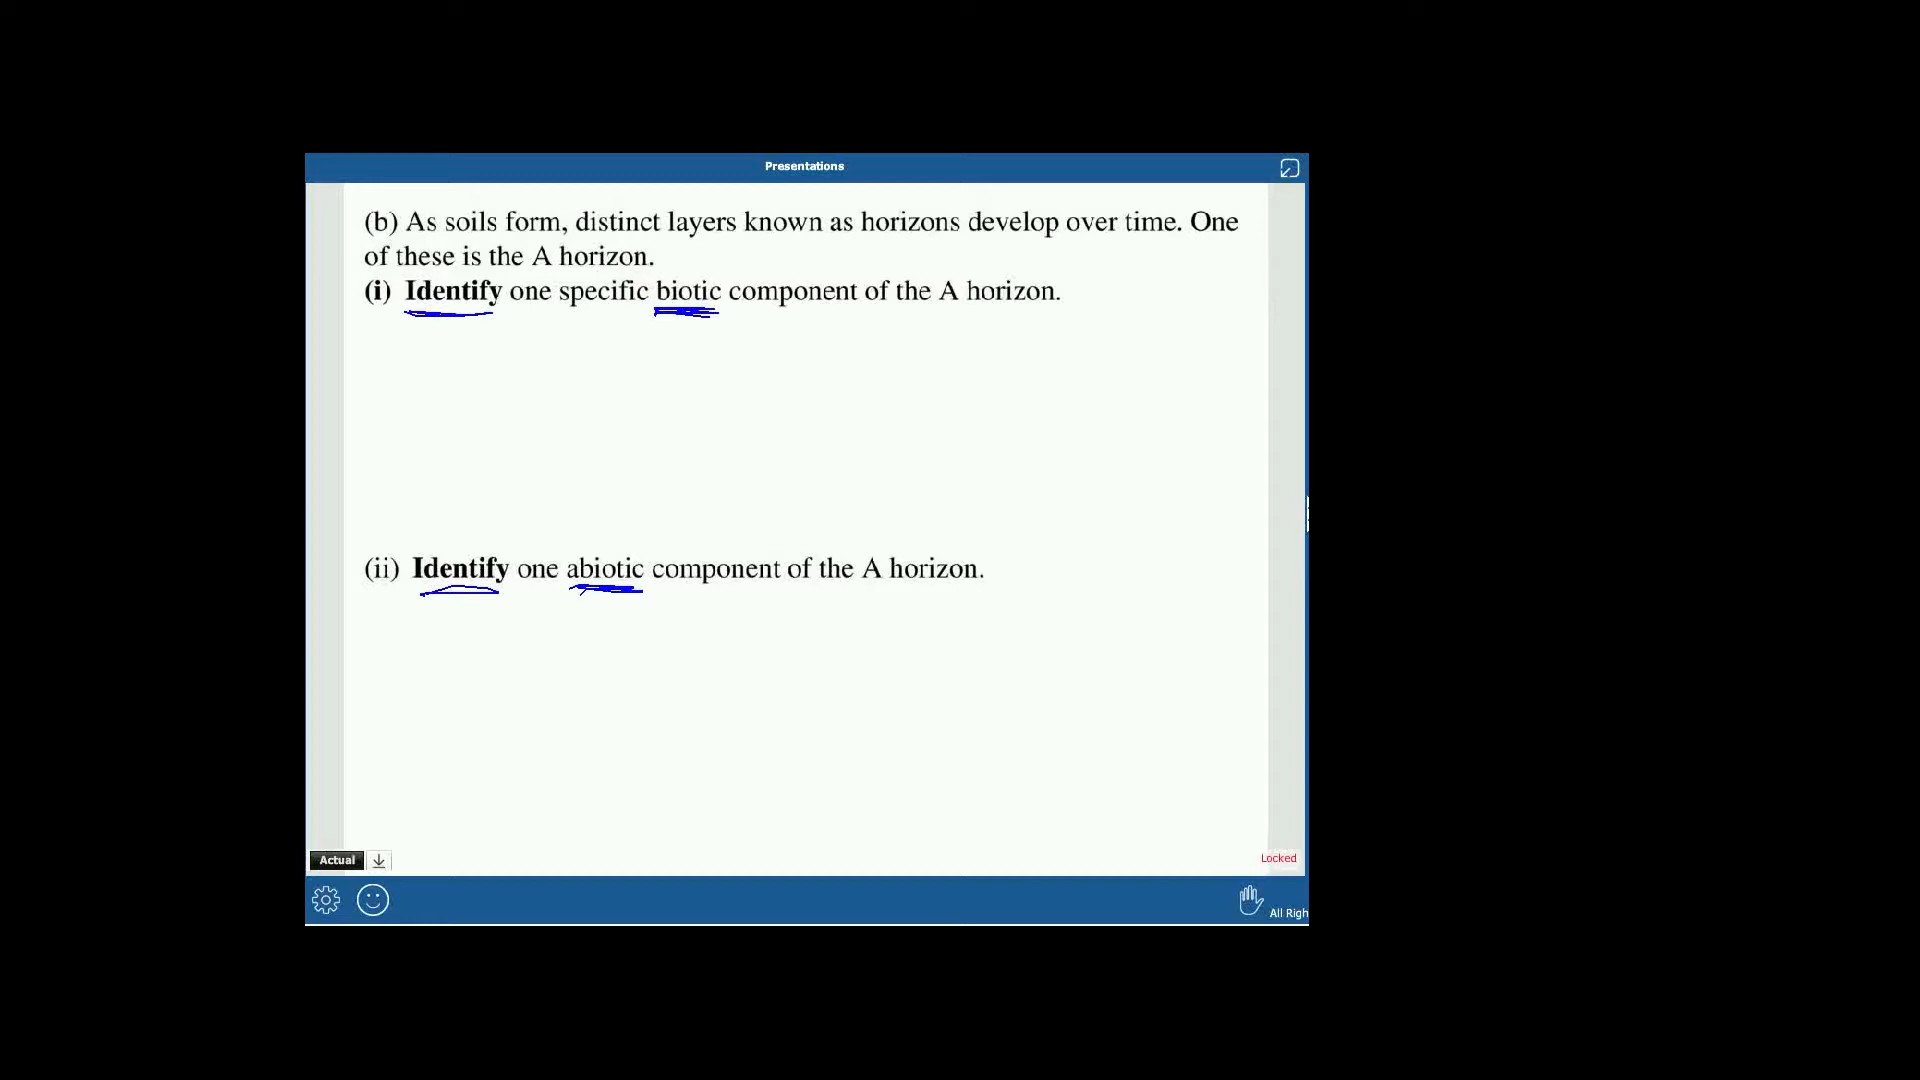 Presentations
(b) As soils form, distinct layers known as horizons develop over time. One
of these is the A horizon.
(i) Identify one specific biotic component of the A horizon.
(ii) Identify one abiotic component of the A horizon.
Actual
Locked
All Righ